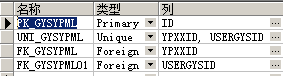 名称 类型 列
PK_GYSYPML Primary ID ...
UNI_GYSYPML Unique YPXXID, USERGYSID ...
FK_GYSYPML Foreign YPXXID ...
FK_GYSYPML01 Foreign USERGYSID ...